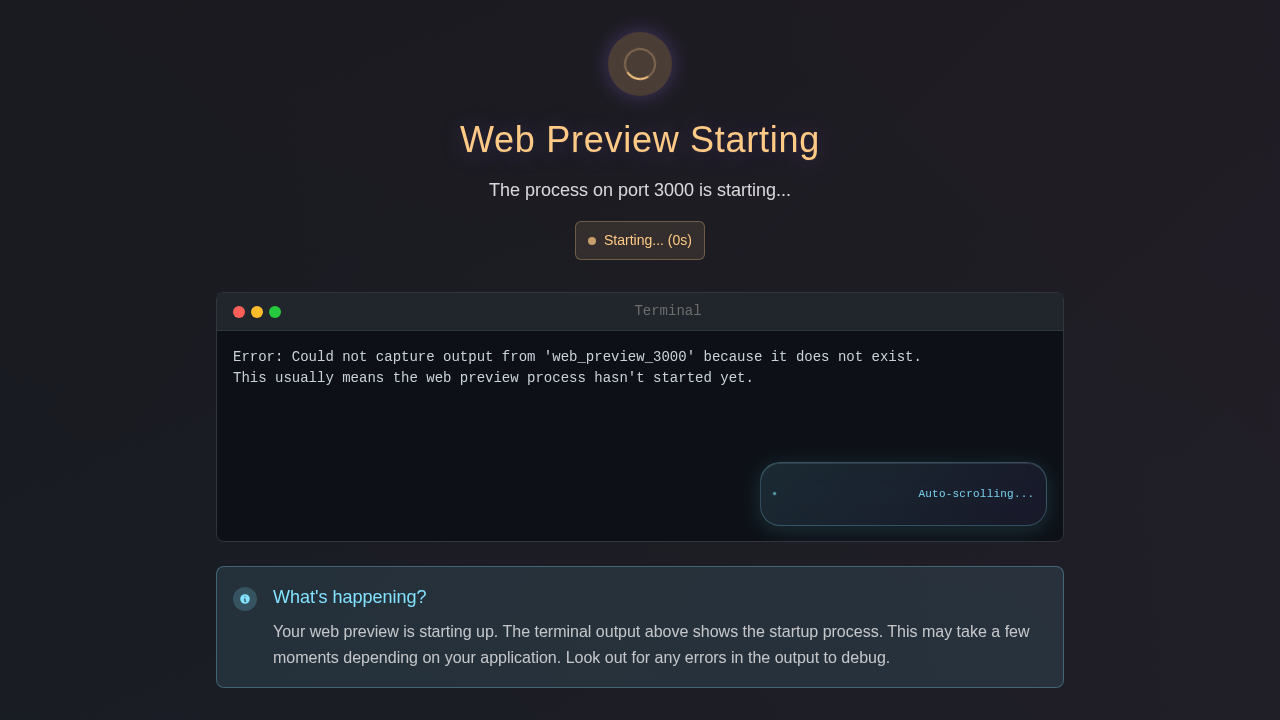 Web Preview Starting
The process on port 3000 is starting...
Starting... (0s)
Terminal
Error: Could not capture output from 'web_preview_3000' because it does not exist.
This usually means the web preview process hasn't started yet.
Auto-scrolling...
What's happening?
Your web preview is starting up. The terminal output above shows the startup process. This may take a few
moments depending on your application. Look out for any errors in the output to debug.